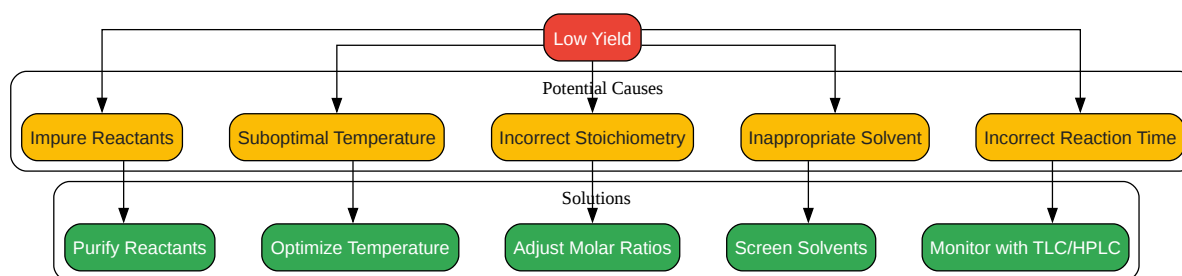 Low Yield
Potential Causes
Impure Reactants
Suboptimal Temperature
Incorrect Stoichiometry
Inappropriate Solvent
Incorrect Reaction Time
Solutions
Purify Reactants
Optimize Temperature
Adjust Molar Ratios
Screen Solvents
Monitor with TLC/HPLC